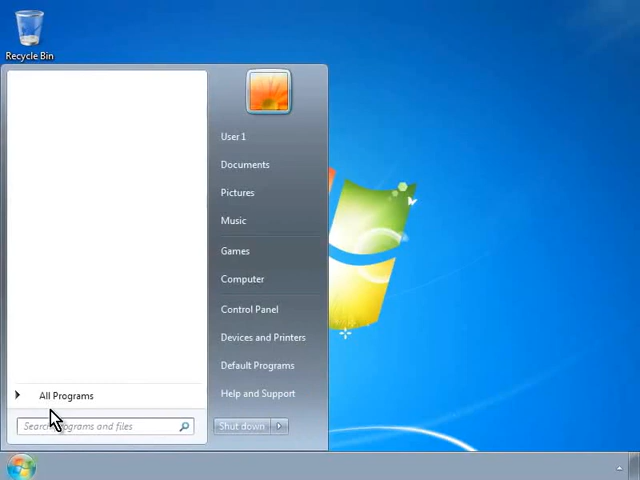 Recycle Bin
User 1
Documents
Pictures
Music
Games
Computer
Control Panel
Devices and Printers
Default Programs
Help and Support
All Programs
Search programs and files
Shut down